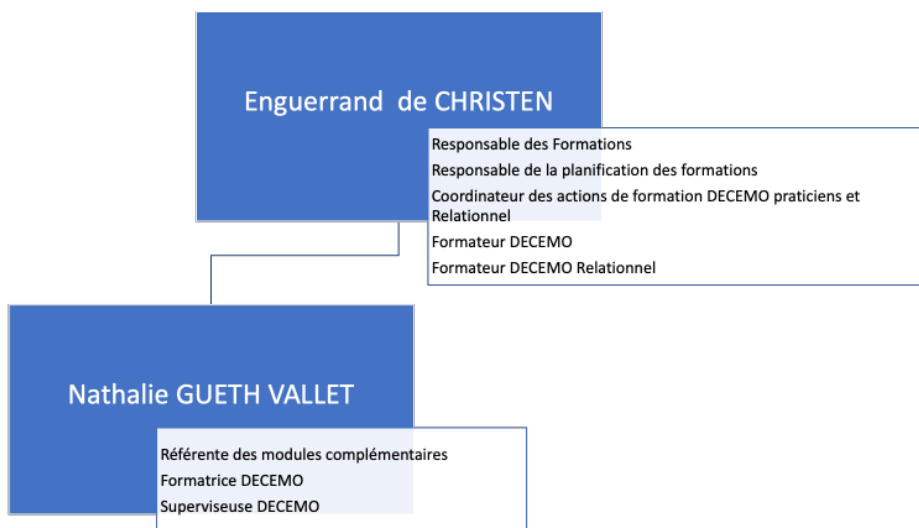 Enguerrand de CHRISTEN
Responsable des Formations
Responsable de la planification des formations
Coordinateur des actions de formation DECEMO praticiens et
Relationnel
Formateur DECEMO
Formateur DECEMO Relationnel
Nathalie GUETH VALLET
Référente des modules complémentaires
Formatrice DECEMO
Superviseuse DECEMO